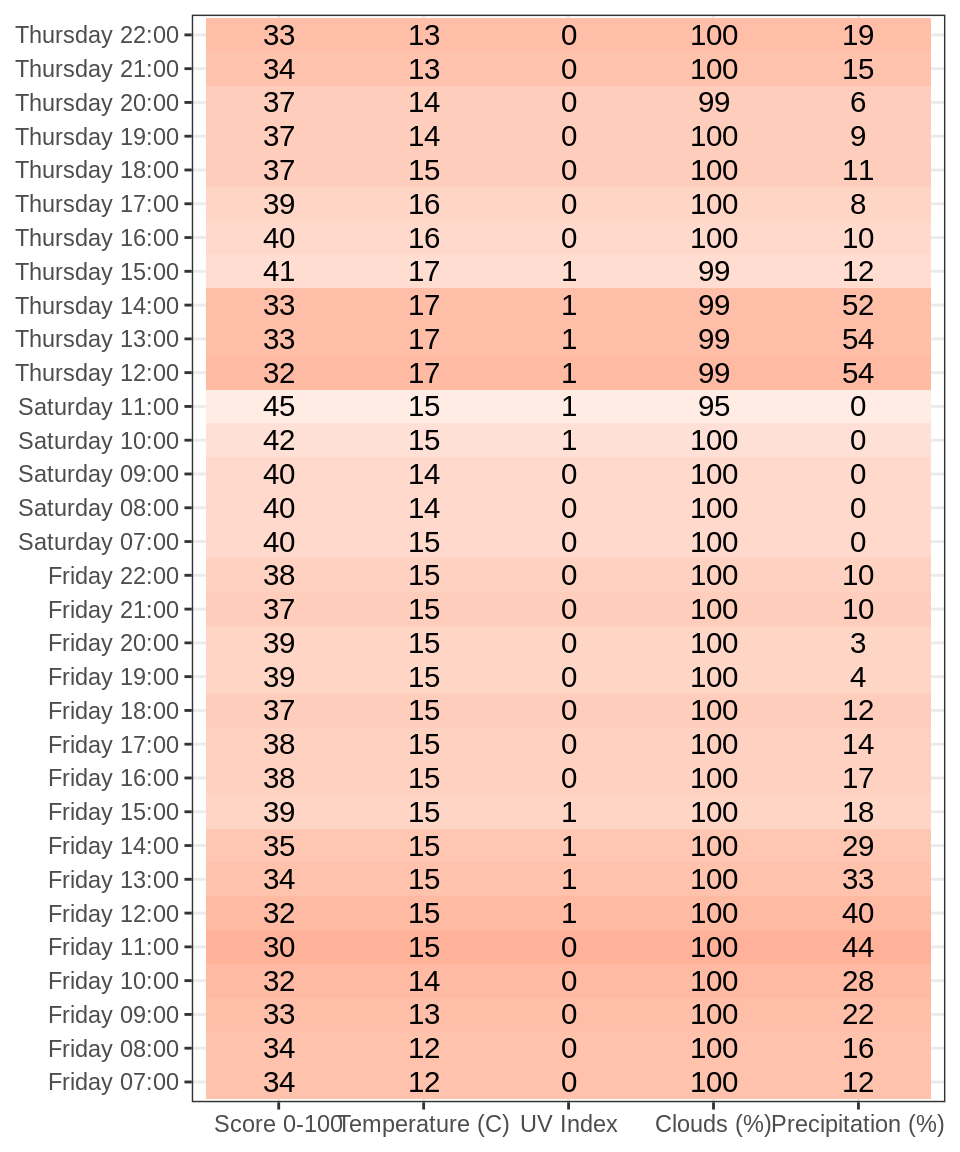 Thursday 22:00 33 13 0 100 19
Thursday 21:00 34 13 0 100 15
Thursday 20:00 37 14 0 99 6
Thursday 19:00 37 14 0 100 9
Thursday 18:00 37 15 0 100 11
Thursday 17:00 39 16 0 100 8
Thursday 16:00 40 16 0 100 10
Thursday 15:00 41 17 1 99 12
Thursday 14:00 33 17 1 99 52
Thursday 13:00 33 17 1 99 54
Thursday 12:00 32 17 1 99 54
Saturday 11:00 45 15 1 95 0
Saturday 10:00 42 15 1 100 0
Saturday 09:00 40 14 0 100 0
Saturday 08:00 40 14 0 100 0
Saturday 07:00 40 15 0 100 0
Friday 22:00 38 15 0 100 10
Friday 21:00 37 15 0 100 10
Friday 20:00 39 15 0 100 3
Friday 19:00 39 15 0 100 4
Friday 18:00 37 15 0 100 12
Friday 17:00 38 15 0 100 14
Friday 16:00 38 15 0 100 17
Friday 15:00 39 15 1 100 18
Friday 14:00 35 15 1 100 29
Friday 13:00 34 15 1 100 33
Friday 12:00 32 15 1 100 40
Friday 11:00 30 15 0 100 44
Friday 10:00 32 14 0 100 28
Friday 09:00 33 13 0 100 22
Friday 08:00 34 12 0 100 16
Friday 07:00 34 12 0 100 12
Score 0-100 Temperature (C) UV Index Clouds (%) Precipitation (%)